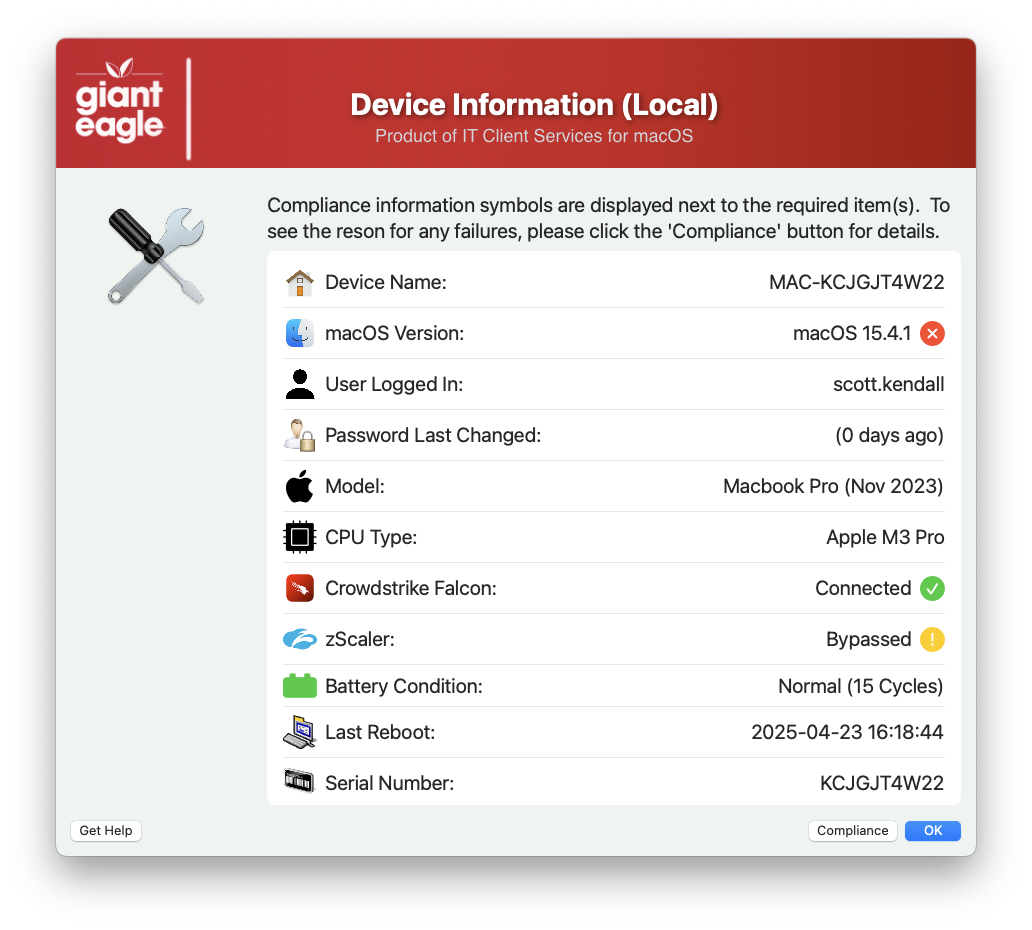 giant
eagle
Device Information (Local)
Product of IT Client Services for macOS
Compliance information symbols are displayed next to the required item(s).  To
see the reson for any failures, please click the 'Compliance' button for details.
Device Name: MAC-KCJGJT4W22
macOS Version: macOS 15.4.1
User Logged In: scott.kendall
Password Last Changed: (0 days ago)
Model: Macbook Pro (Nov 2023)
CPU Type: Apple M3 Pro
Crowdstrike Falcon: Connected
zScaler: Bypassed
Battery Condition: Normal (15 Cycles)
Last Reboot: 2025-04-23 16:18:44
Serial Number: KCJGJT4W22
Get Help Compliance OK